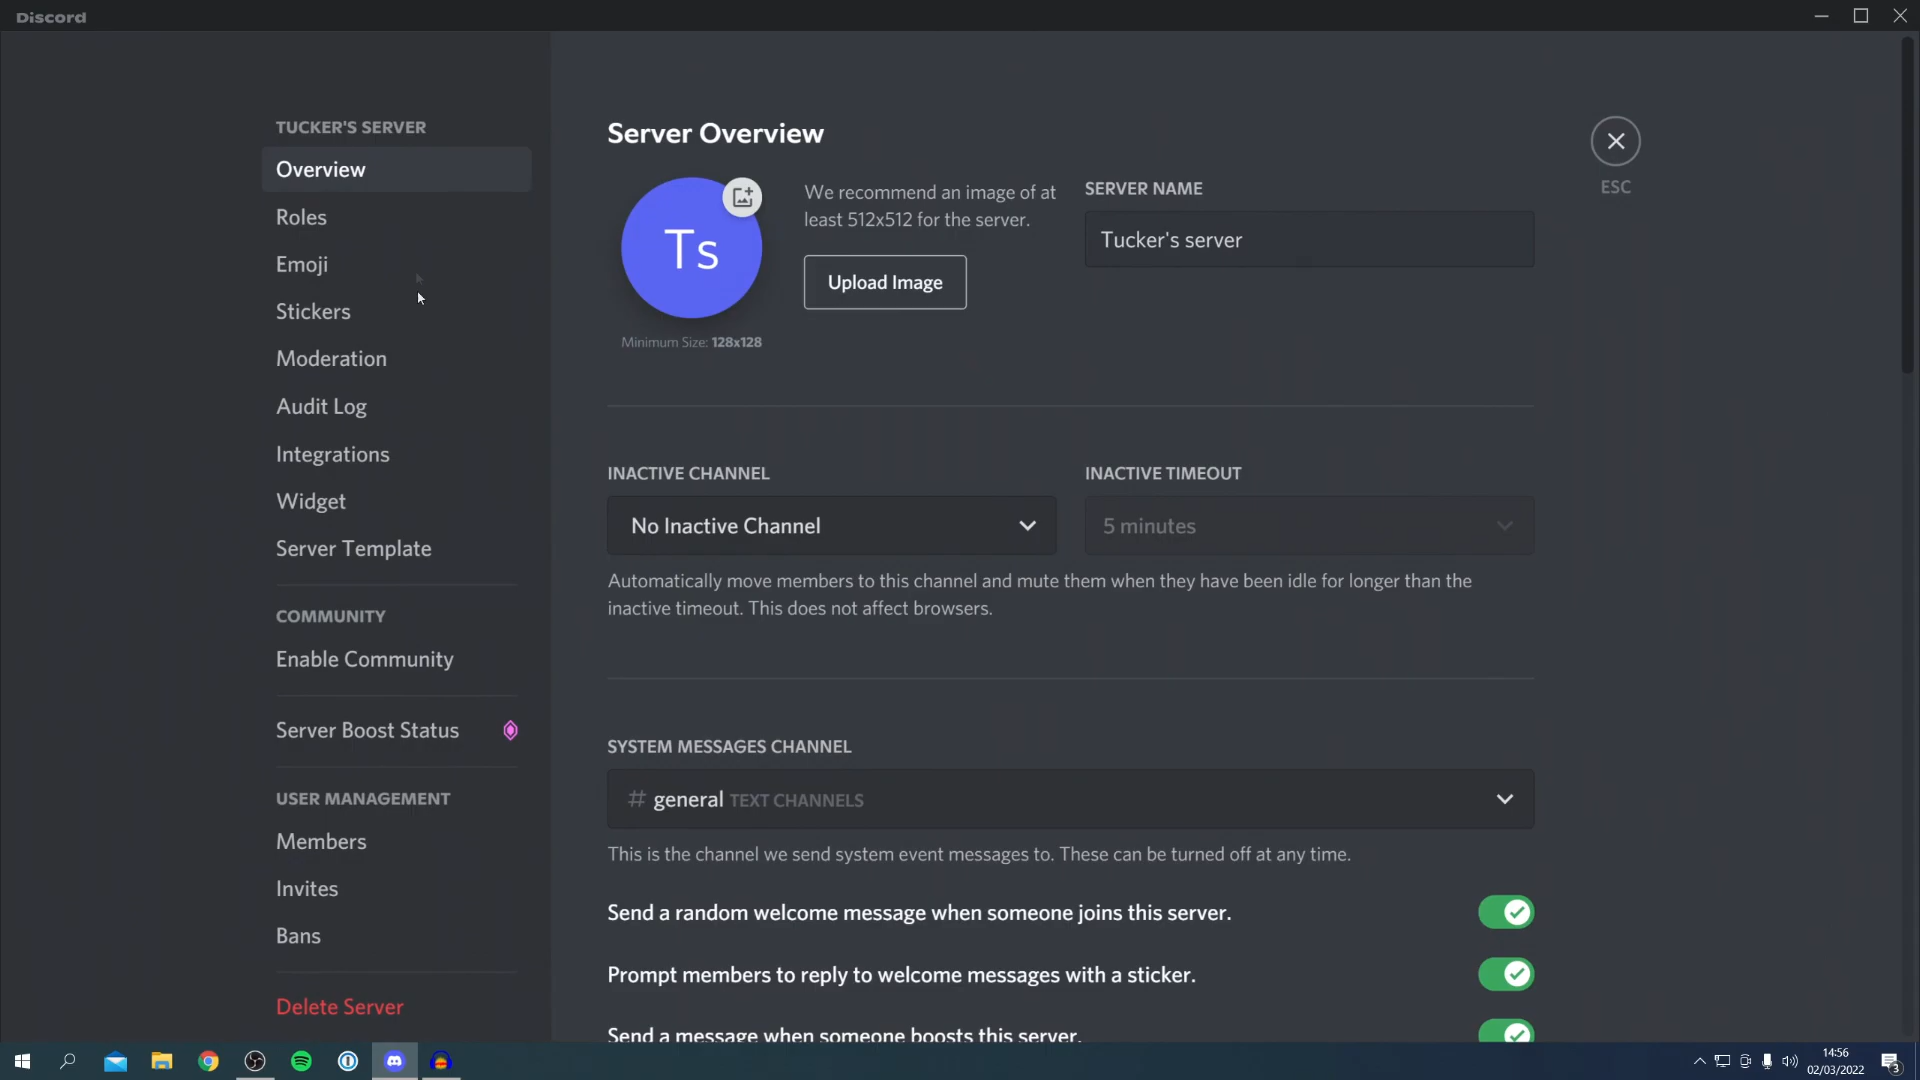 Discord
TUCKER'S SERVER
Overview
Roles
Emoji
Stickers
Moderation
Audit Log
Integrations
Widget
Server Template
COMMUNITY
Enable Community
Server Boost Status
USER MANAGEMENT
Members
Invites
Bans
Delete Server
Server Overview
Ts
Minimum Size: 128x128
We recommend an image of at
least 512x512 for the server.
Upload Image
SERVER NAME
Tucker's server
ESC
INACTIVE CHANNEL
No Inactive Channel
INACTIVE TIMEOUT
5 minutes
Automatically move members to this channel and mute them when they have been idle for longer than the
inactive timeout. This does not affect browsers.
SYSTEM MESSAGES CHANNEL
# general TEXT CHANNELS
This is the channel we send system event messages to. These can be turned off at any time.
Send a random welcome message when someone joins this server.
Prompt members to reply to welcome messages with a sticker.
Send a message when someone boosts this server.
14:56
02/03/2022
3